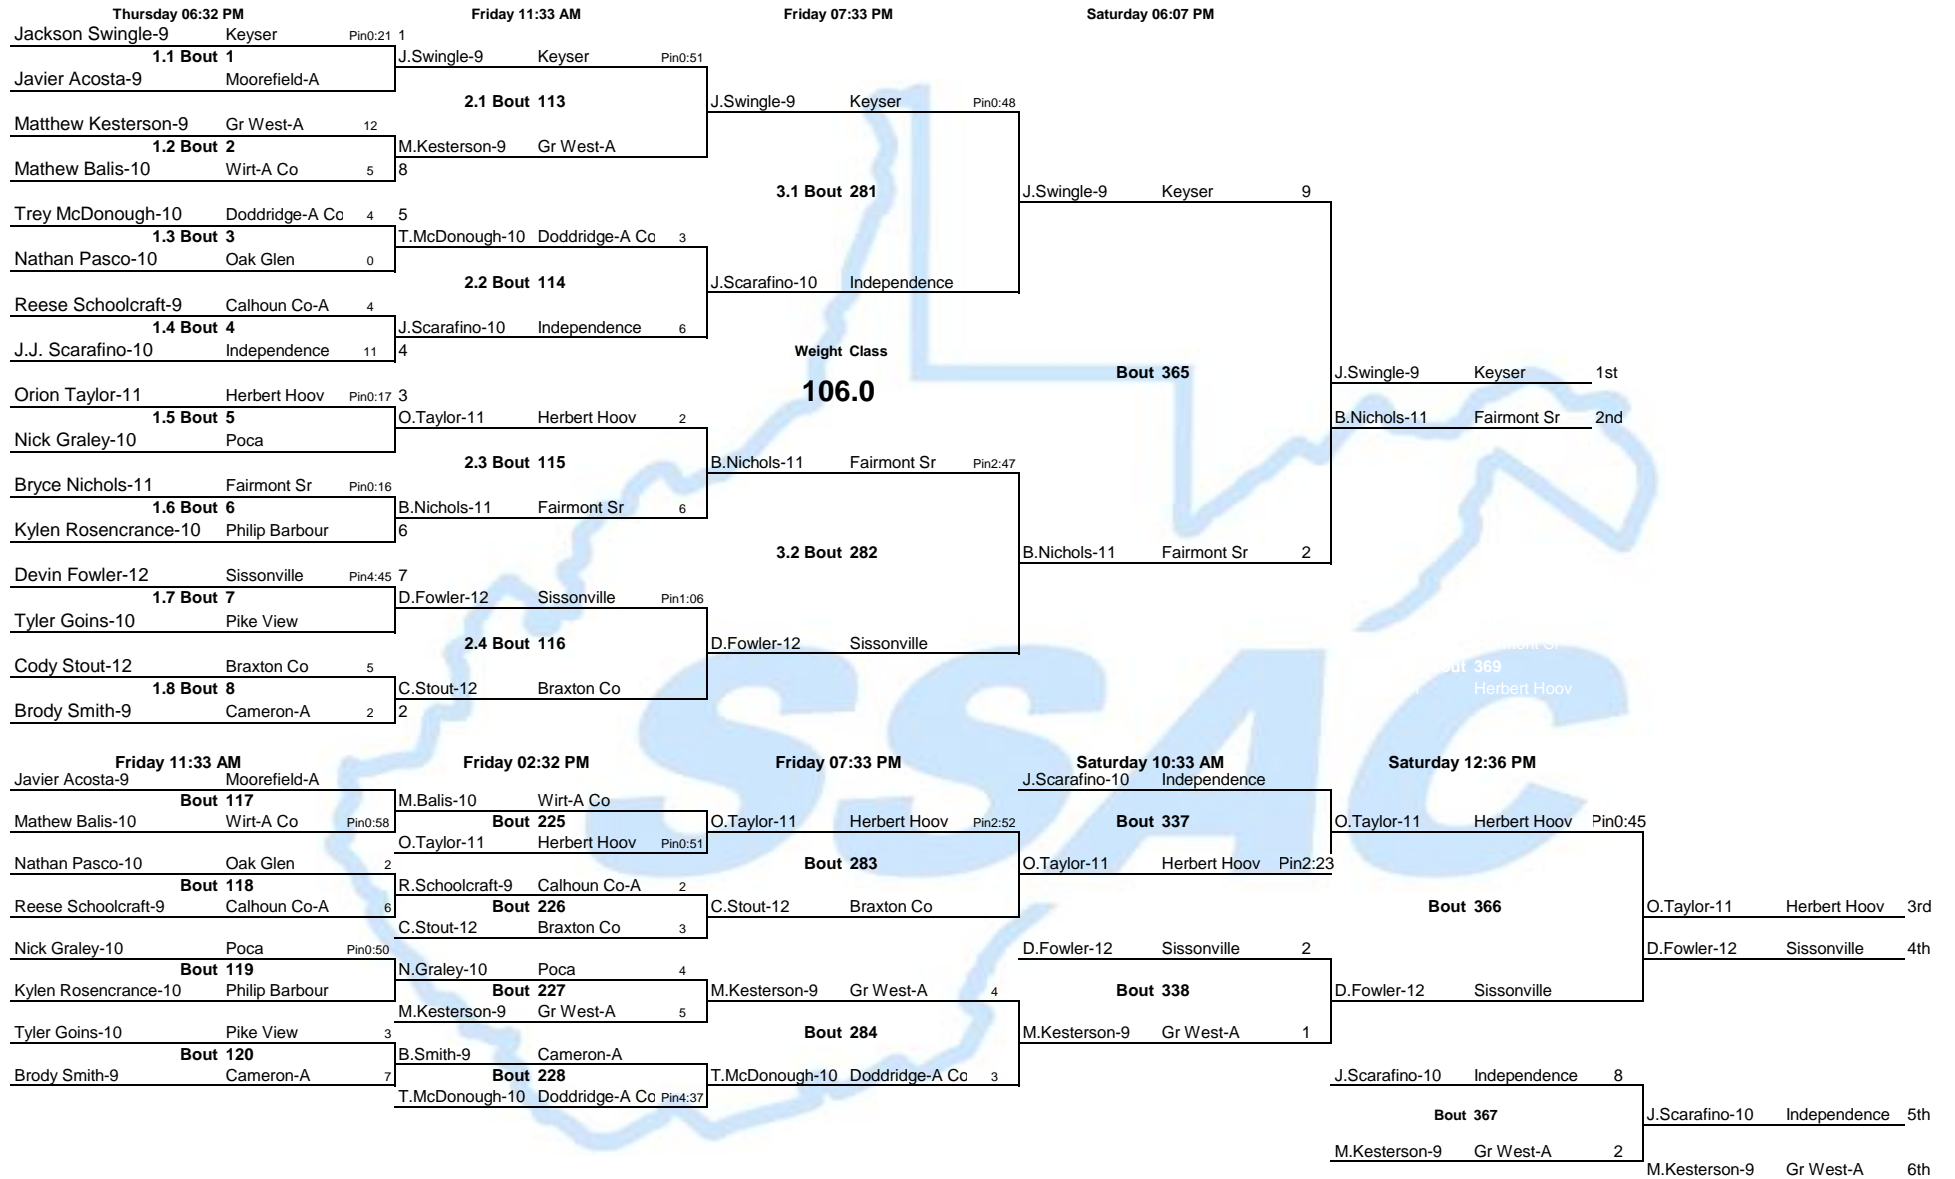 Thursday 06:32 PM Friday 11:33 AM Friday 07:33 PM Saturday 06:07 PM
Jackson Swingle-9 Keyser Pin0:21 1
1.1 Bout 1 J.Swingle-9 Keyser Pin0:51
Javier Acosta-9 Moorefield-A
2.1 Bout 113 J.Swingle-9 Keyser Pin0:48
Matthew Kesterson-9 Gr West-A 12
1.2 Bout 2 M.Kesterson-9 Gr West-A
Mathew Balis-10 Wirt-A Co 5 8
3.1 Bout 281 J.Swingle-9 Keyser 9
Trey McDonough-10 Doddridge-A Co 4 5
1.3 Bout 3 T.McDonough-10 Doddridge-A Co 3
Nathan Pasco-10 Oak Glen 0
2.2 Bout 114 J.Scarafino-10 Independence
Reese Schoolcraft-9 Calhoun Co-A 4
1.4 Bout 4 J.Scarafino-10 Independence 6
J.J. Scarafino-10 Independence 11 4
Weight Class
106.0
Bout 365 J.Swingle-9 Keyser 1st
Orion Taylor-11 Herbert Hoov Pin0:17 3
1.5 Bout 5 O.Taylor-11 Herbert Hoov 2
B.Nichols-11 Fairmont Sr 2nd
Nick Graley-10 Poca
2.3 Bout 115 B.Nichols-11 Fairmont Sr Pin2:47
Bryce Nichols-11 Fairmont Sr Pin0:16
1.6 Bout 6 B.Nichols-11 Fairmont Sr 6
Kylen Rosencrance-10 Philip Barbour 6
3.2 Bout 282 B.Nichols-11 Fairmont Sr 2
Devin Fowler-12 Sissonville Pin4:45 7
1.7 Bout 7 D.Fowler-12 Sissonville Pin1:06
Tyler Goins-10 Pike View
2.4 Bout 116 D.Fowler-12 Sissonville
Cody Stout-12 Braxton Co 5
369
1.8 Bout 8 C.Stout-12 Braxton Co
Herbert Hoov
Brody Smith-9 Cameron-A 2 2
SSAC
Friday 11:33 AM Friday 02:32 PM Friday 07:33 PM Saturday 10:33 AM Saturday 12:36 PM
Javier Acosta-9 Moorefield-A J.Scarafino-10 Independence
Bout 117 M.Balis-10 Wirt-A Co
Mathew Balis-10 Wirt-A Co Pin0:58 Bout 225 O.Taylor-11 Herbert Hoov Pin2:52 Bout 337 O.Taylor-11 Herbert Hoov Pin0:45
O.Taylor-11 Herbert Hoov Pin0:51
Nathan Pasco-10 Oak Glen 2 Bout 283 O.Taylor-11 Herbert Hoov Pin2:23
Bout 118 R.Schoolcraft-9 Calhoun Co-A 2
Reese Schoolcraft-9 Calhoun Co-A 6 Bout 226 C.Stout-12 Braxton Co Bout 366 O.Taylor-11 Herbert Hoov 3rd
C.Stout-12 Braxton Co 3
Nick Graley-10 Poca Pin0:50 D.Fowler-12 Sissonville 2 D.Fowler-12 Sissonville 4th
Bout 119 N.Graley-10 Poca 4
Kylen Rosencrance-10 Philip Barbour Bout 227 M.Kesterson-9 Gr West-A 4 Bout 338 D.Fowler-12 Sissonville
M.Kesterson-9 Gr West-A 5
Tyler Goins-10 Pike View 3 Bout 284 M.Kesterson-9 Gr West-A 1
Bout 120 B.Smith-9 Cameron-A
Brody Smith-9 Cameron-A 7 Bout 228 T.McDonough-10 Doddridge-A Co 3 J.Scarafino-10 Independence 8
T.McDonough-10 Doddridge-A Co Pin4:37
Bout 367 J.Scarafino-10 Independence 5th
M.Kesterson-9 Gr West-A 2
M.Kesterson-9 Gr West-A 6th